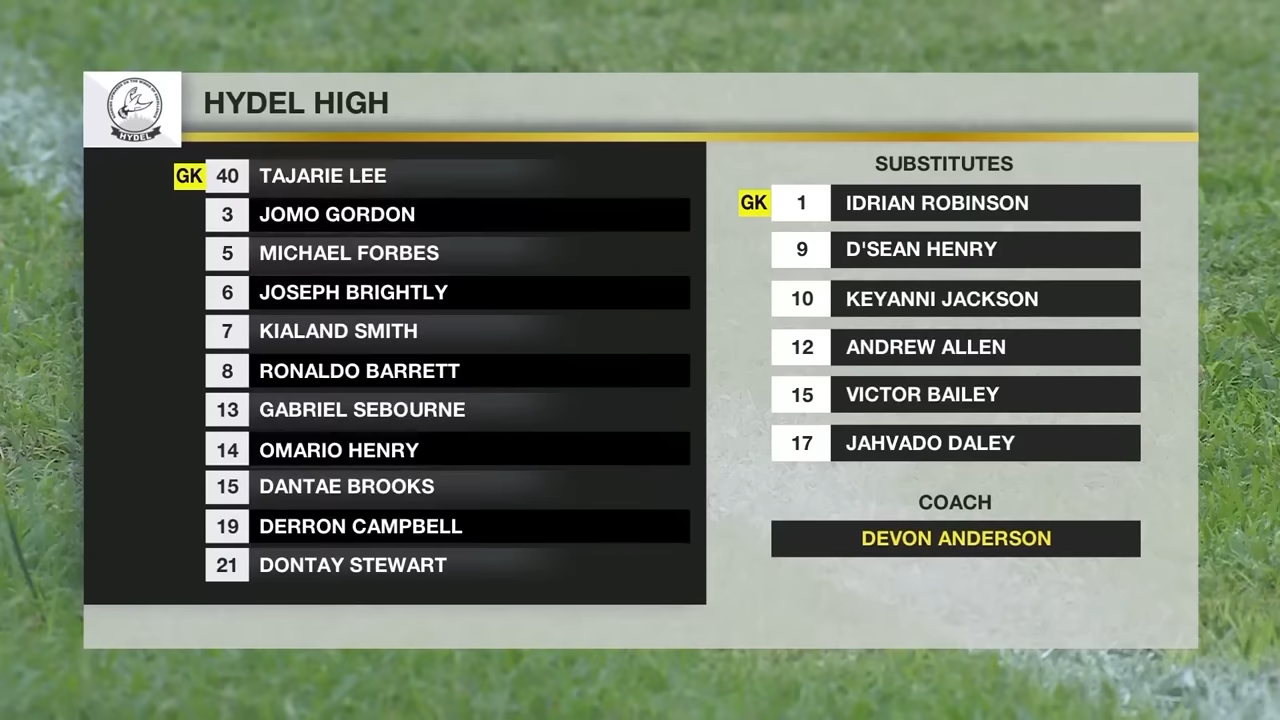 HYDEL HIGH
HYDEL
GK 40 TAJARIE LEE
3 JOMO GORDON
5 MICHAEL FORBES
6 JOSEPH BRIGHTLY
7 KIALAND SMITH
8 RONALDO BARRETT
13 GABRIEL SEBOURNE
14 OMARIO HENRY
15 DANTAE BROOKS
19 DERRON CAMPBELL
21 DONTAY STEWART
SUBSTITUTES
GK 1 IDRIAN ROBINSON
9 D'SEAN HENRY
10 KEYANNI JACKSON
12 ANDREW ALLEN
15 VICTOR BAILEY
17 JAHVADO DALEY
COACH
DEVON ANDERSON